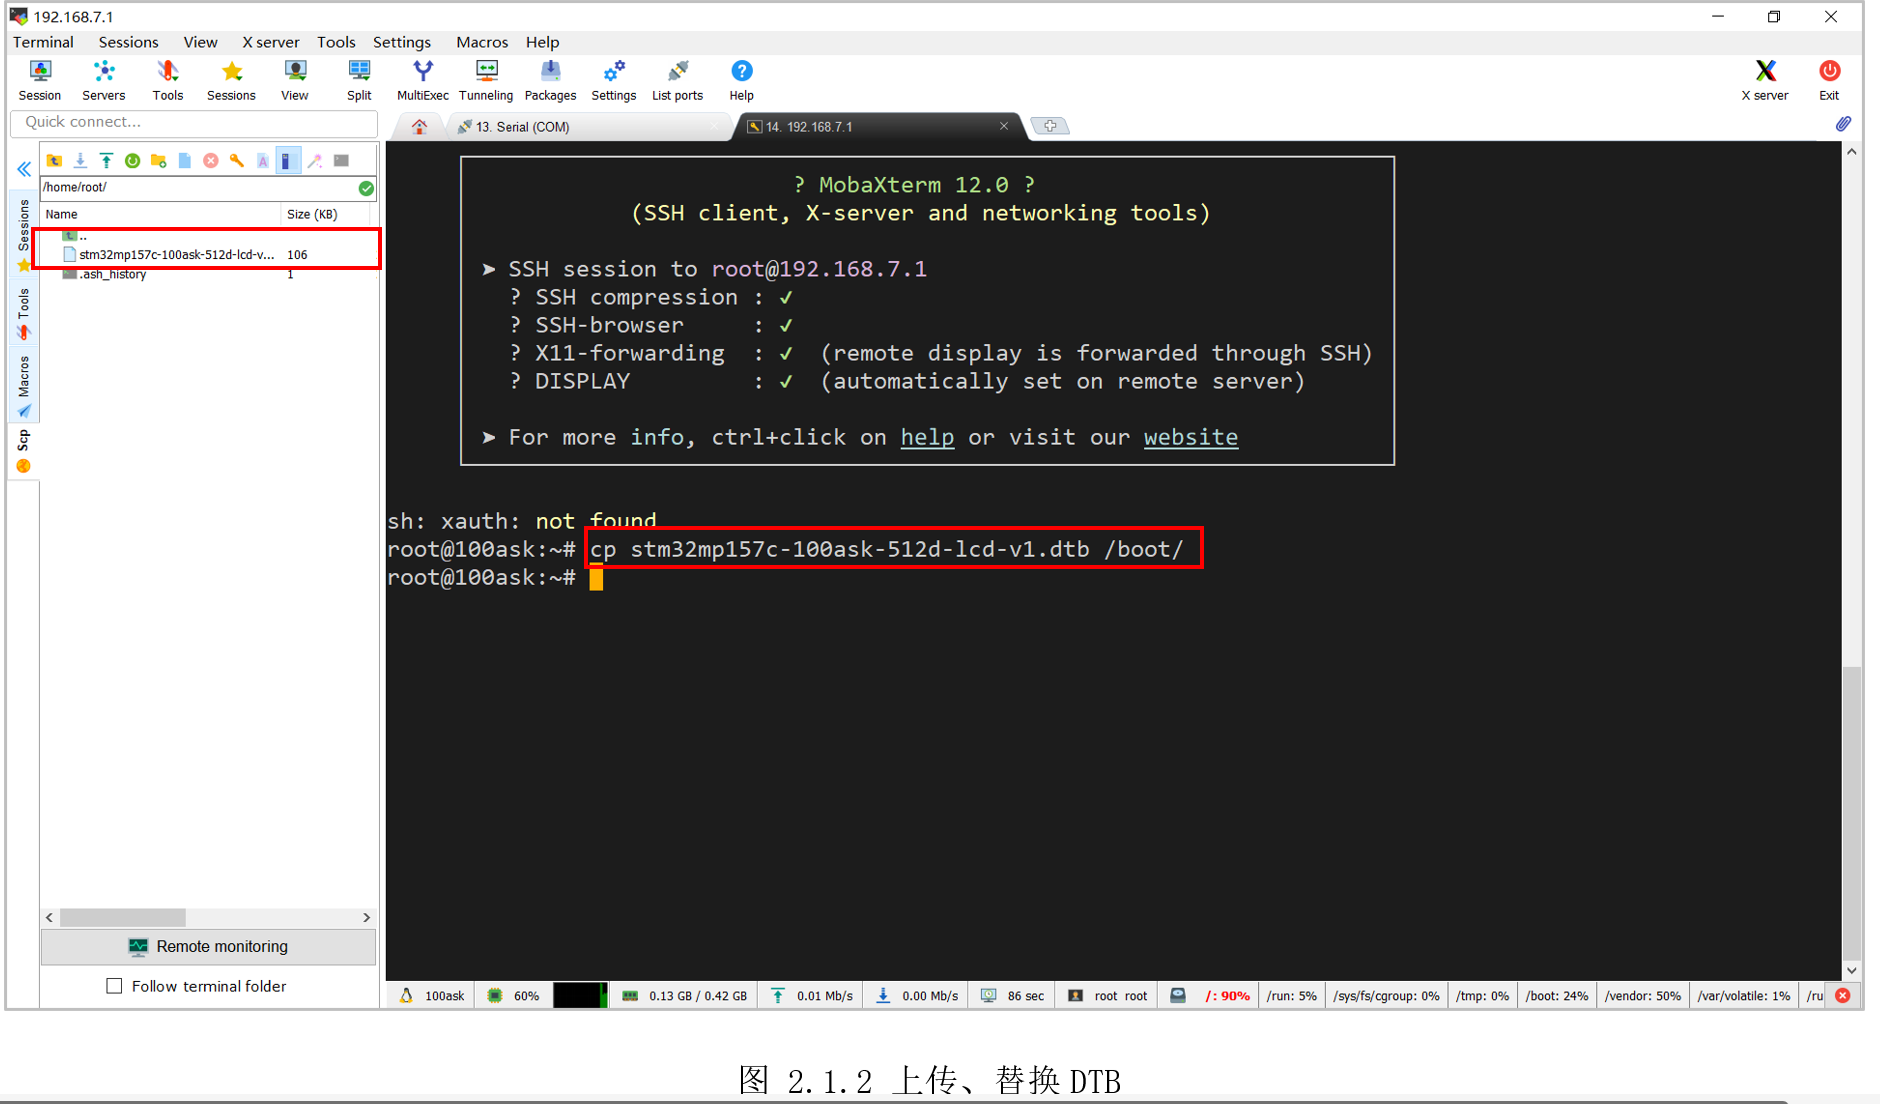 192.168.7.1
Terminal Sessions View X server Tools Settings Macros Help
Session Servers Tools Sessions View Split MultiExec Tunneling Packages Settings List ports Help X server Exit
Quick connect...
13. Serial (COM)
14. 192.168.7.1
/home/root/
Name Size (KB)
..
stm32mp157c-100ask-512d-lcd-v... 106
.ash_history 1
Sessions
Tools
Macros
Scp
Remote monitoring
Follow terminal folder
? MobaXterm 12.0 ?
(SSH client, X-server and networking tools)
➤ SSH session to root@192.168.7.1
? SSH compression : ✓
? SSH-browser : ✓
? X11-forwarding : ✓ (remote display is forwarded through SSH)
? DISPLAY : ✓ (automatically set on remote server)
➤ For more info, ctrl+click on help or visit our website
sh: xauth: not found
root@100ask:~# cp stm32mp157c-100ask-512d-lcd-v1.dtb /boot/
root@100ask:~#
100ask 60% 0.13 GB / 0.42 GB 0.01 Mb/s 0.00 Mb/s 86 sec root root /: 90% /run: 5% /sys/fs/cgroup: 0% /tmp: 0% /boot: 24% /vendor: 50% /var/volatile: 1% /ru
图 2.1.2 上传、替换 DTB